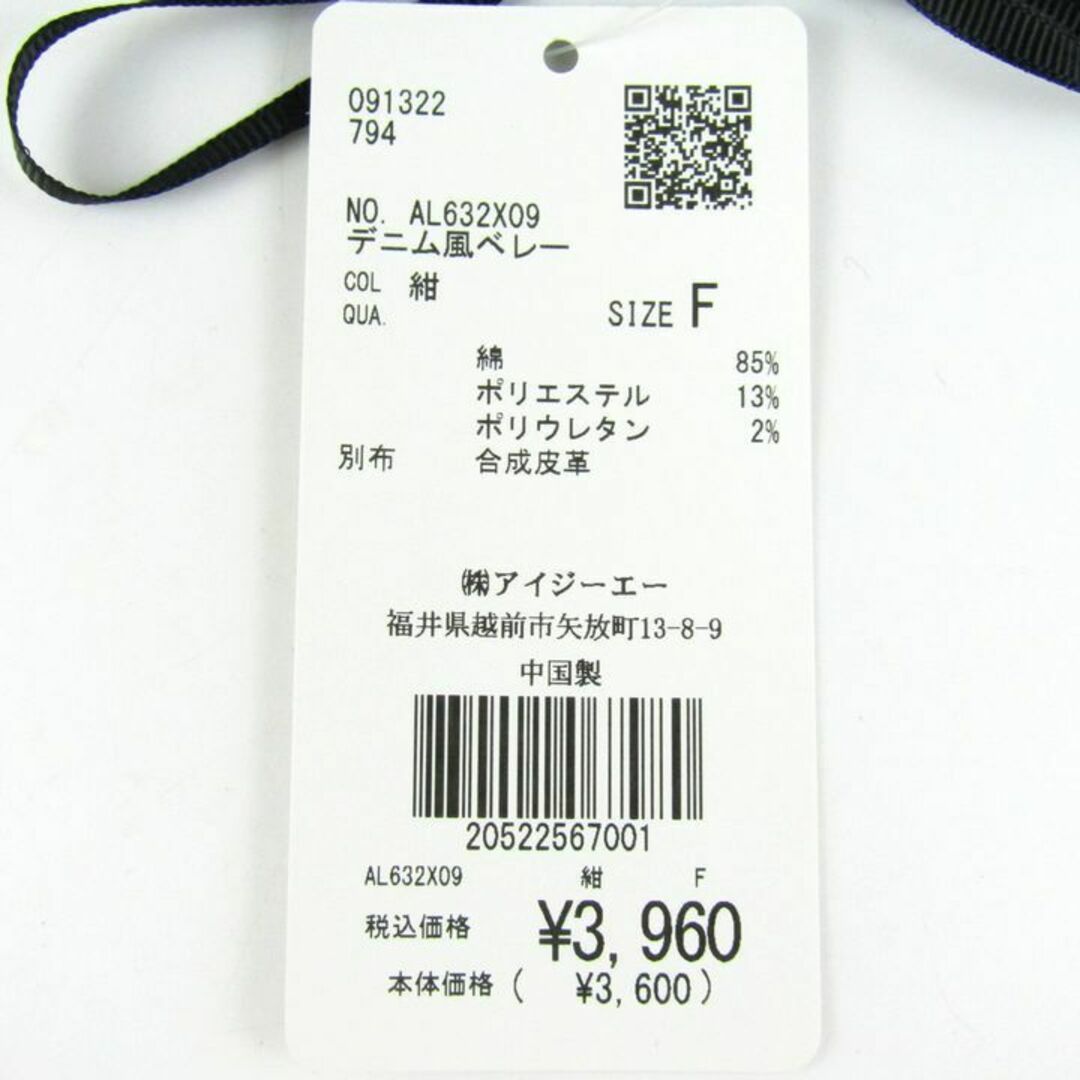 091322
794
NO. AL632X09
デニム風ベレー
COL 紺
QUA.
SIZE F
綿 85%
ポリエステル 13%
ポリウレタン 2%
別布 合成皮革
㈱アイジーエー
福井県越前市矢放町13-8-9
中国製
20522567001
AL632X09 紺 F
税込価格 ¥3,960
本体価格( ¥3,600)